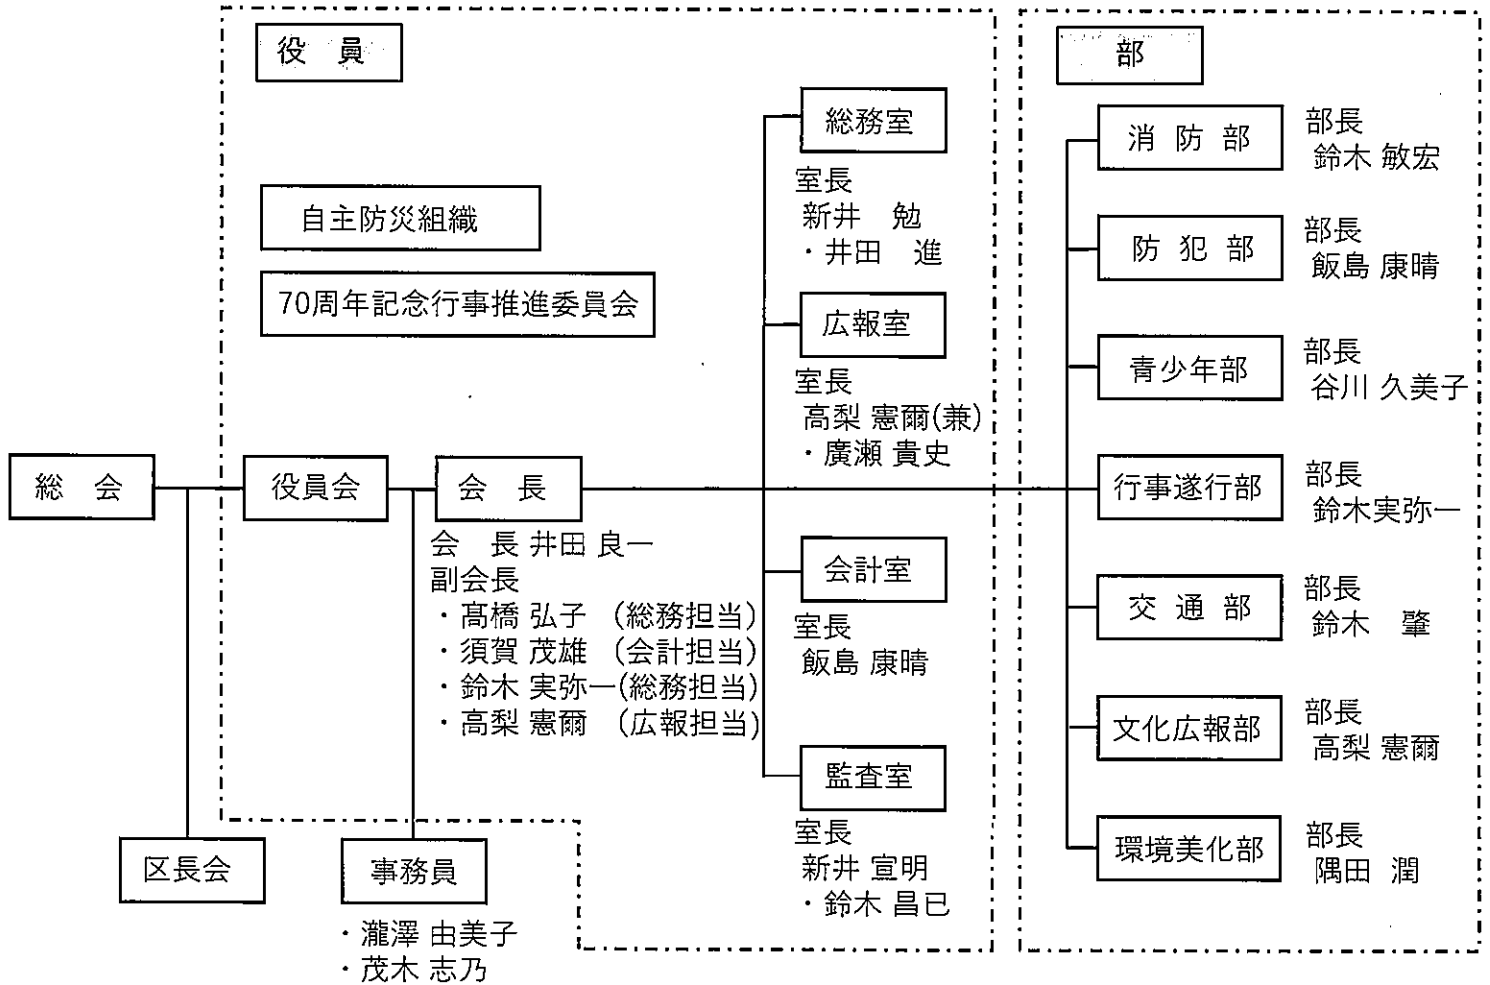 役　員
自主防災組織
70周年記念行事推進委員会
総　会
役員会
会　長
会　長 井田 良一
副会長
・髙橋 弘子　(総務担当)
・須賀 茂雄　(会計担当)
・鈴木 実弥一(総務担当)
・高梨 憲爾　(広報担当)
区長会
事務員
・瀧澤 由美子
・茂木 志乃
総務室
室長
新井　勉
・井田　進
広報室
室長
高梨 憲爾(兼)
・廣瀬 貴史
会計室
室長
飯島 康晴
監査室
室長
新井 宣明
・鈴木 昌已
部
消 防 部
部長
鈴木 敏宏
防 犯 部
部長
飯島 康晴
青少年部
部長
谷川 久美子
行事遂行部
部長
鈴木実弥一
交 通 部
部長
鈴木　肇
文化広報部
部長
高梨 憲爾
環境美化部
部長
隅田 潤